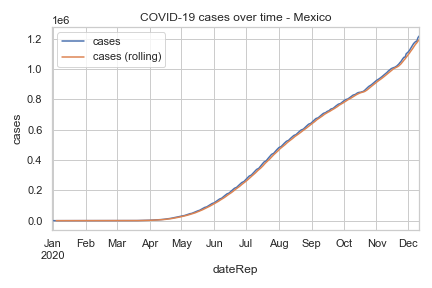 COVID-19 cases over time - Mexico
1e6
cases
cases (rolling)
1.2
1.0
0.8
0.6
0.4
0.2
0.0
cases
Jan Feb Mar Apr May Jun Jul Aug Sep Oct Nov Dec
2020
dateRep